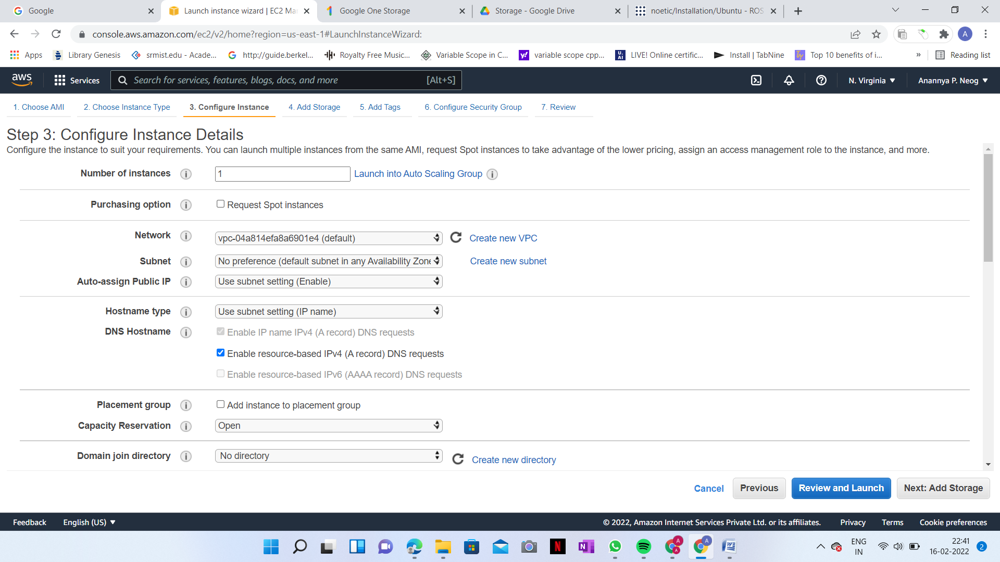 Google
Launch instance wizard | EC2 Mar
Google One Storage
Storage - Google Drive
noetic/Installation/Ubuntu - ROS
console.aws.amazon.com/ec2/v2/home?region=us-east-1#LaunchInstanceWizard:
A
Apps
Library Genesis
srmist.edu - Acade...
http://guide.berkel...
Royalty Free Music...
Variable Scope in C...
variable scope cpp...
LIVE! Online certific...
Install | TabNine
Top 10 benefits of i...
»
Reading list
aws
Services
Search for services, features, blogs, docs, and more
[Alt+S]
N. Virginia
Anannya P. Neog
1. Choose AMI
2. Choose Instance Type
3. Configure Instance
4. Add Storage
5. Add Tags
6. Configure Security Group
7. Review
Step 3: Configure Instance Details
Configure the instance to suit your requirements. You can launch multiple instances from the same AMI, request Spot instances to take advantage of the lower pricing, assign an access management role to the instance, and more.
Number of instances
1
Launch into Auto Scaling Group
Purchasing option
Request Spot instances
Network
vpc-04a814efa8a6901e4 (default)
Create new VPC
Subnet
No preference (default subnet in any Availability Zone
Create new subnet
Auto-assign Public IP
Use subnet setting (Enable)
Hostname type
Use subnet setting (IP name)
DNS Hostname
Enable IP name IPv4 (A record) DNS requests
Enable resource-based IPv4 (A record) DNS requests
Enable resource-based IPv6 (AAAA record) DNS requests
Placement group
Add instance to placement group
Capacity Reservation
Open
Domain join directory
No directory
Create new directory
Cancel
Previous
Review and Launch
Next: Add Storage
Feedback
English (US)
© 2022, Amazon Internet Services Private Ltd. or its affiliates.
Privacy
Terms
Cookie preferences
ENG
IN
22:41
16-02-2022
2